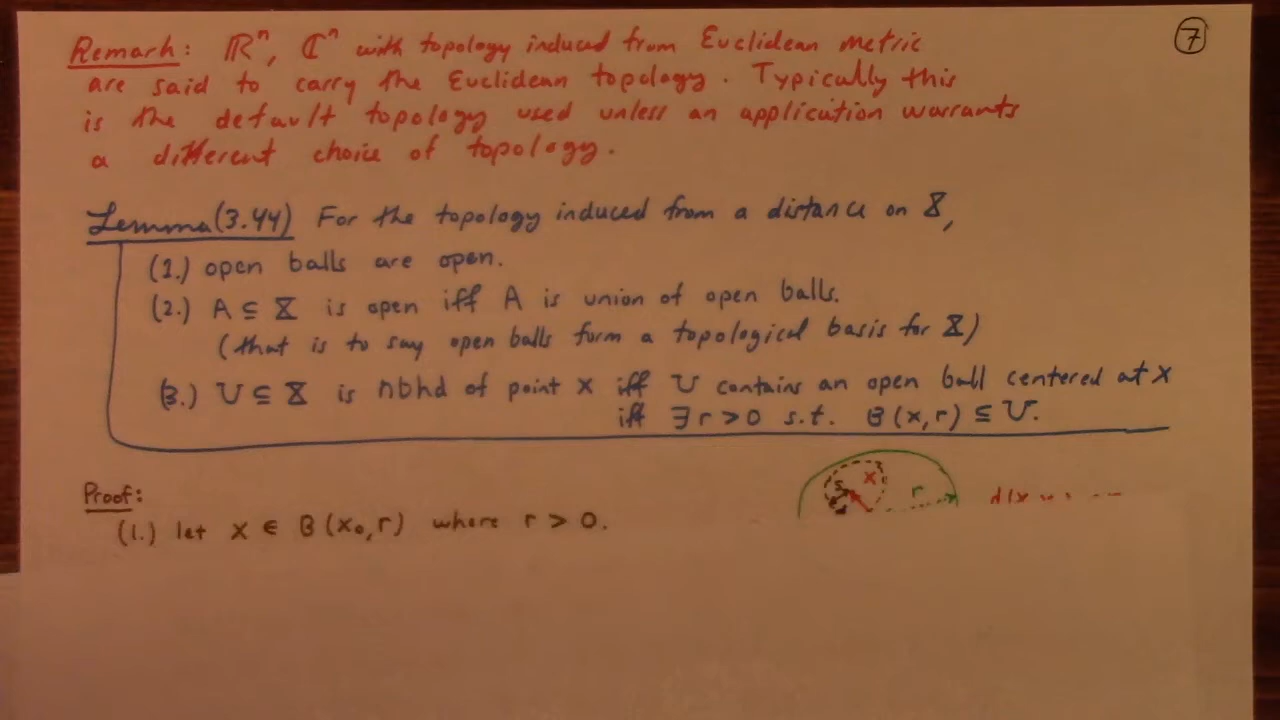 7
Remark: ℝⁿ, ℂⁿ with topology induced from Euclidean metric
are said to carry the Euclidean topology. Typically this
is the default topology used unless an application warrants
a different choice of topology.
Lemma(3.44) For the topology induced from a distance on X,
(1.) open balls are open.
(2.) A ⊆ X is open iff A is union of open balls.
(that is to say open balls form a topological basis for X)
(3.) U ⊆ X is nbhd of point x iff U contains an open ball centered at x
iff ∃ r > 0 s.t. B(x,r) ⊆ U.
Proof:
s x r
(1.) let x ∈ B(x₀,r) where r > 0.